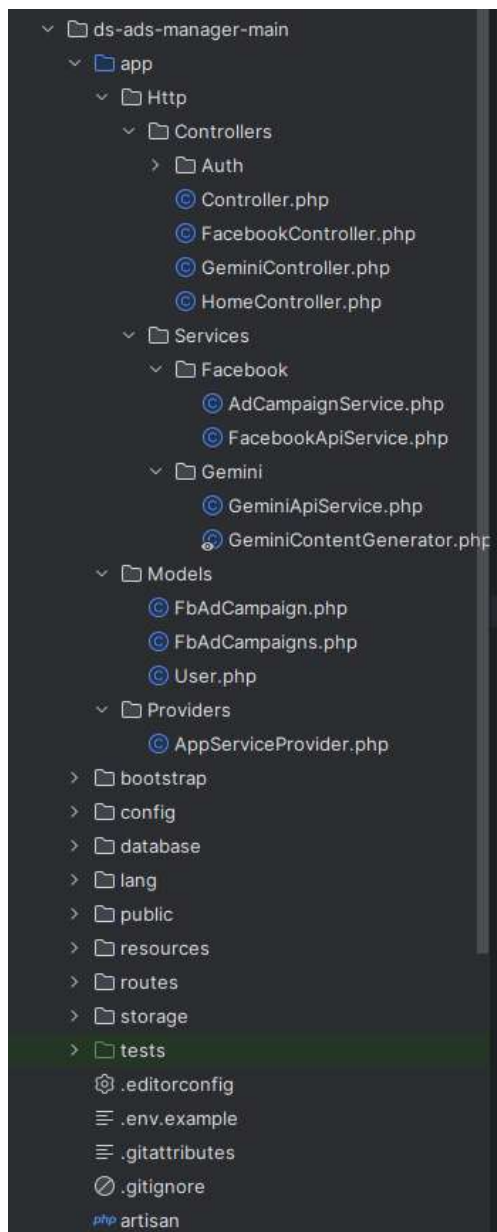 ds-ads-manager-main
app
Http
Controllers
Auth
Controller.php
FacebookController.php
GeminiController.php
HomeController.php
Services
Facebook
AdCampaignService.php
FacebookApiService.php
Gemini
GeminiApiService.php
GeminiContentGenerator.php
Models
FbAdCampaign.php
FbAdCampaigns.php
User.php
Providers
AppServiceProvider.php
bootstrap
config
database
lang
public
resources
routes
storage
tests
.editorconfig
.env.example
.gitattributes
.gitignore
php artisan